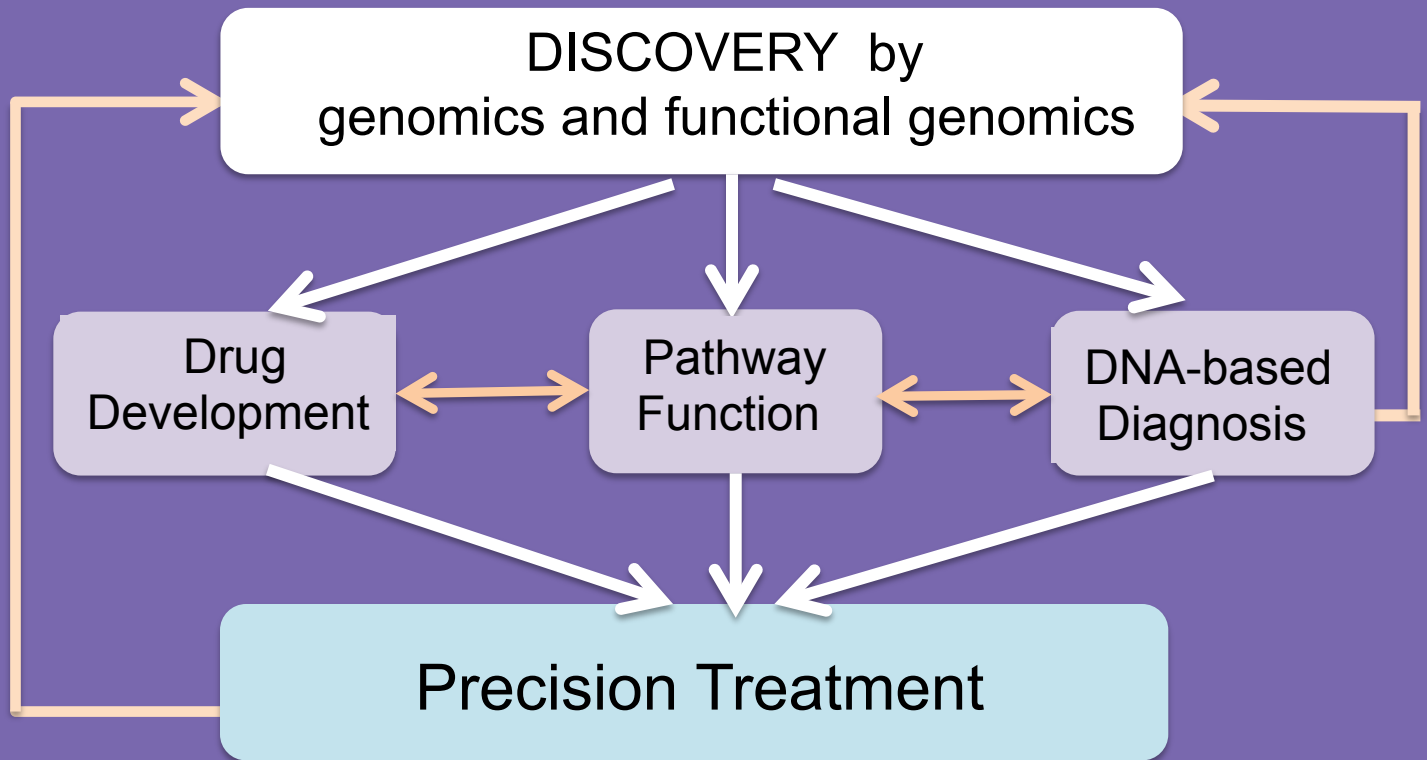 DISCOVERY by
genomics and functional genomics
Drug
Development
Pathway
Function
DNA-based
Diagnosis
Precision Treatment